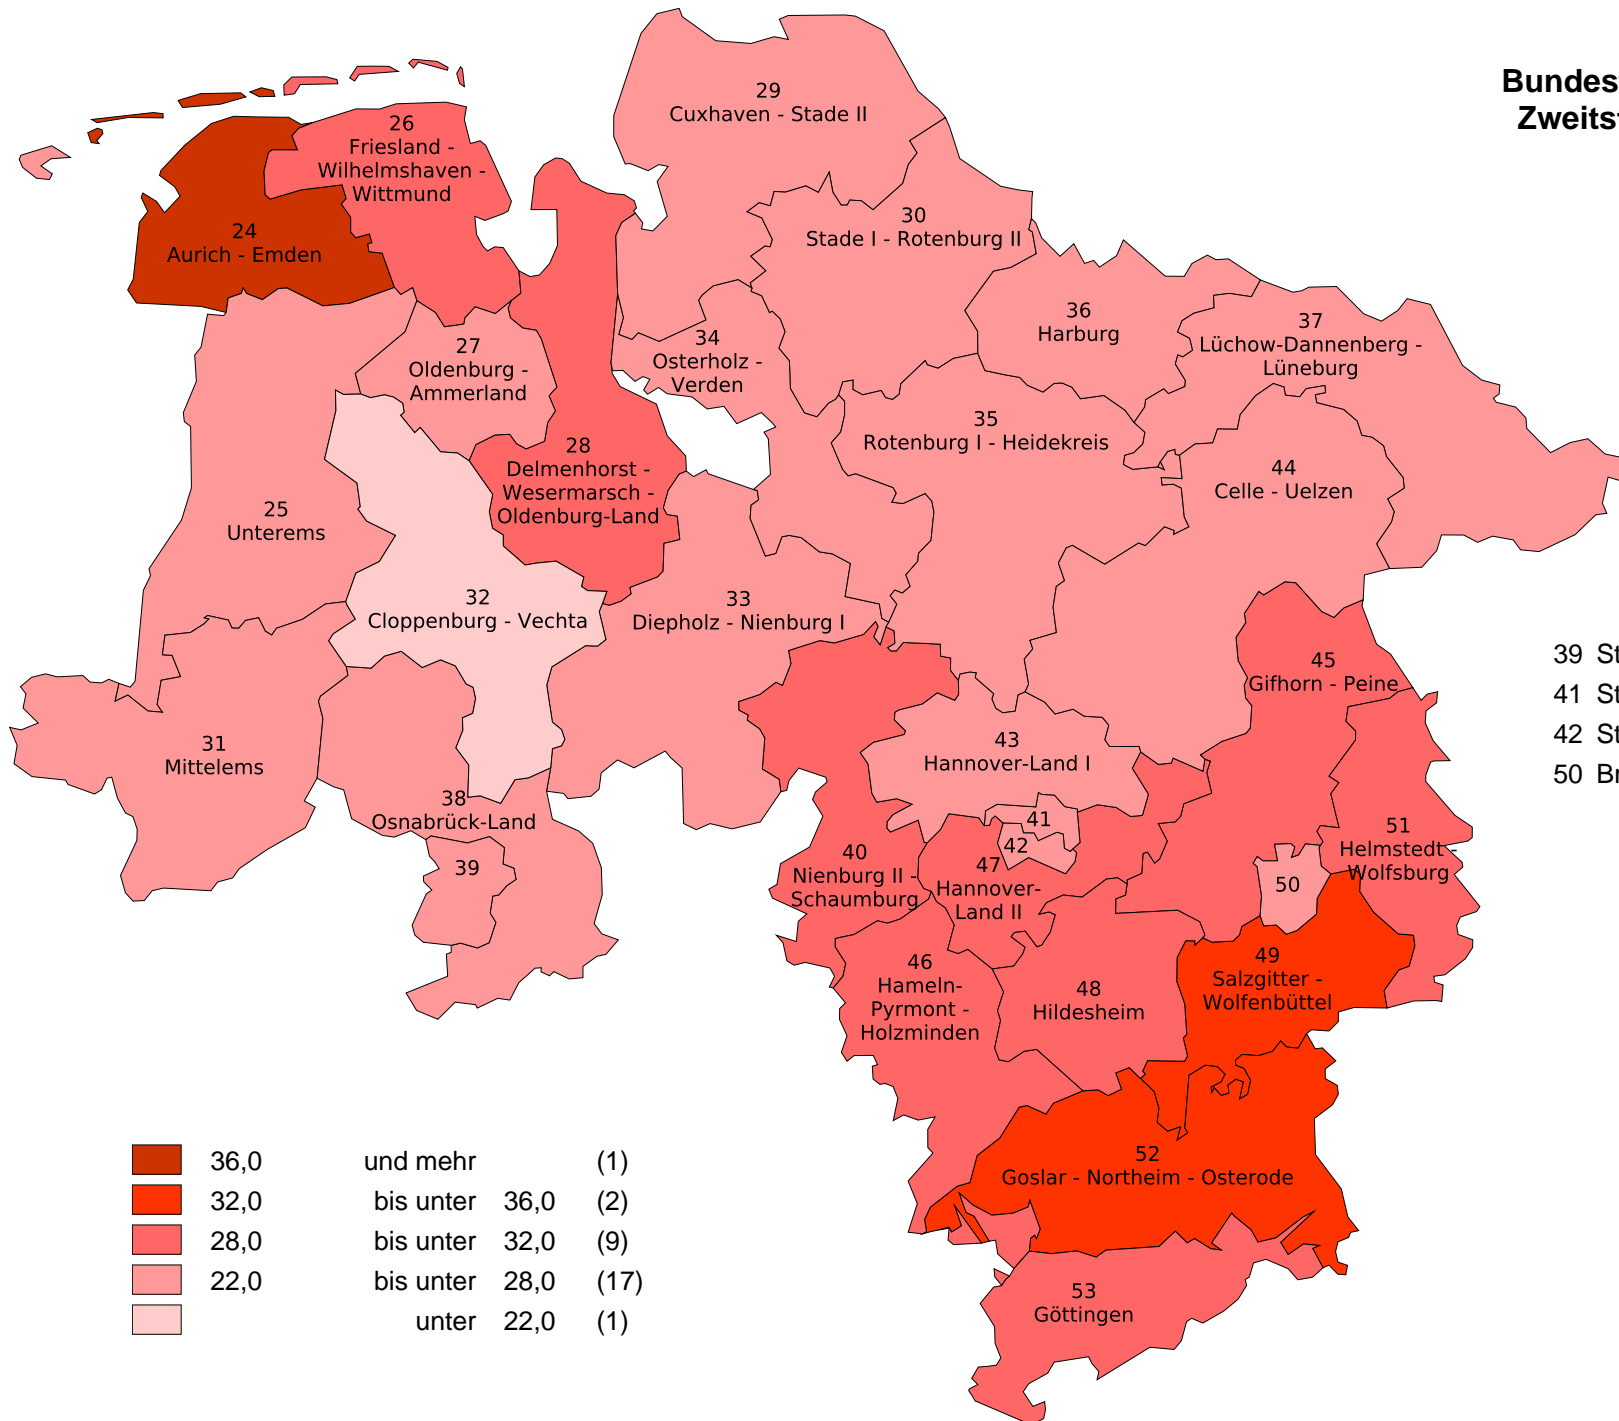 Bundes
Zweits
29
Cuxhaven - Stade II
26
Friesland -
Wilhelmshaven -
Wittmund
24
Aurich - Emden
30
Stade I - Rotenburg II
36
Harburg
37
Lüchow-Dannenberg -
Lüneburg
27
Oldenburg -
Ammerland
34
Osterholz -
Verden
35
Rotenburg I - Heidekreis
28
Delmenhorst -
Wesermarsch -
Oldenburg-Land
44
Celle - Uelzen
25
Unterems
32
Cloppenburg - Vechta
33
Diepholz - Nienburg I
45
Gifhorn - Peine
39 St
41 St
42 St
50 Br
31
Mittelems
43
Hannover-Land I
38
Osnabrück-Land
39
41
42
40
Nienburg II -
Schaumburg
47
Hannover-
Land II
51
Helmstedt -
Wolfsburg
50
46
Hameln-
Pyrmont -
Holzminden
48
Hildesheim
49
Salzgitter -
Wolfenbüttel
52
Goslar - Northeim - Osterode
53
Göttingen
36,0 und mehr (1)
32,0 bis unter 36,0 (2)
28,0 bis unter 32,0 (9)
22,0 bis unter 28,0 (17)
unter 22,0 (1)